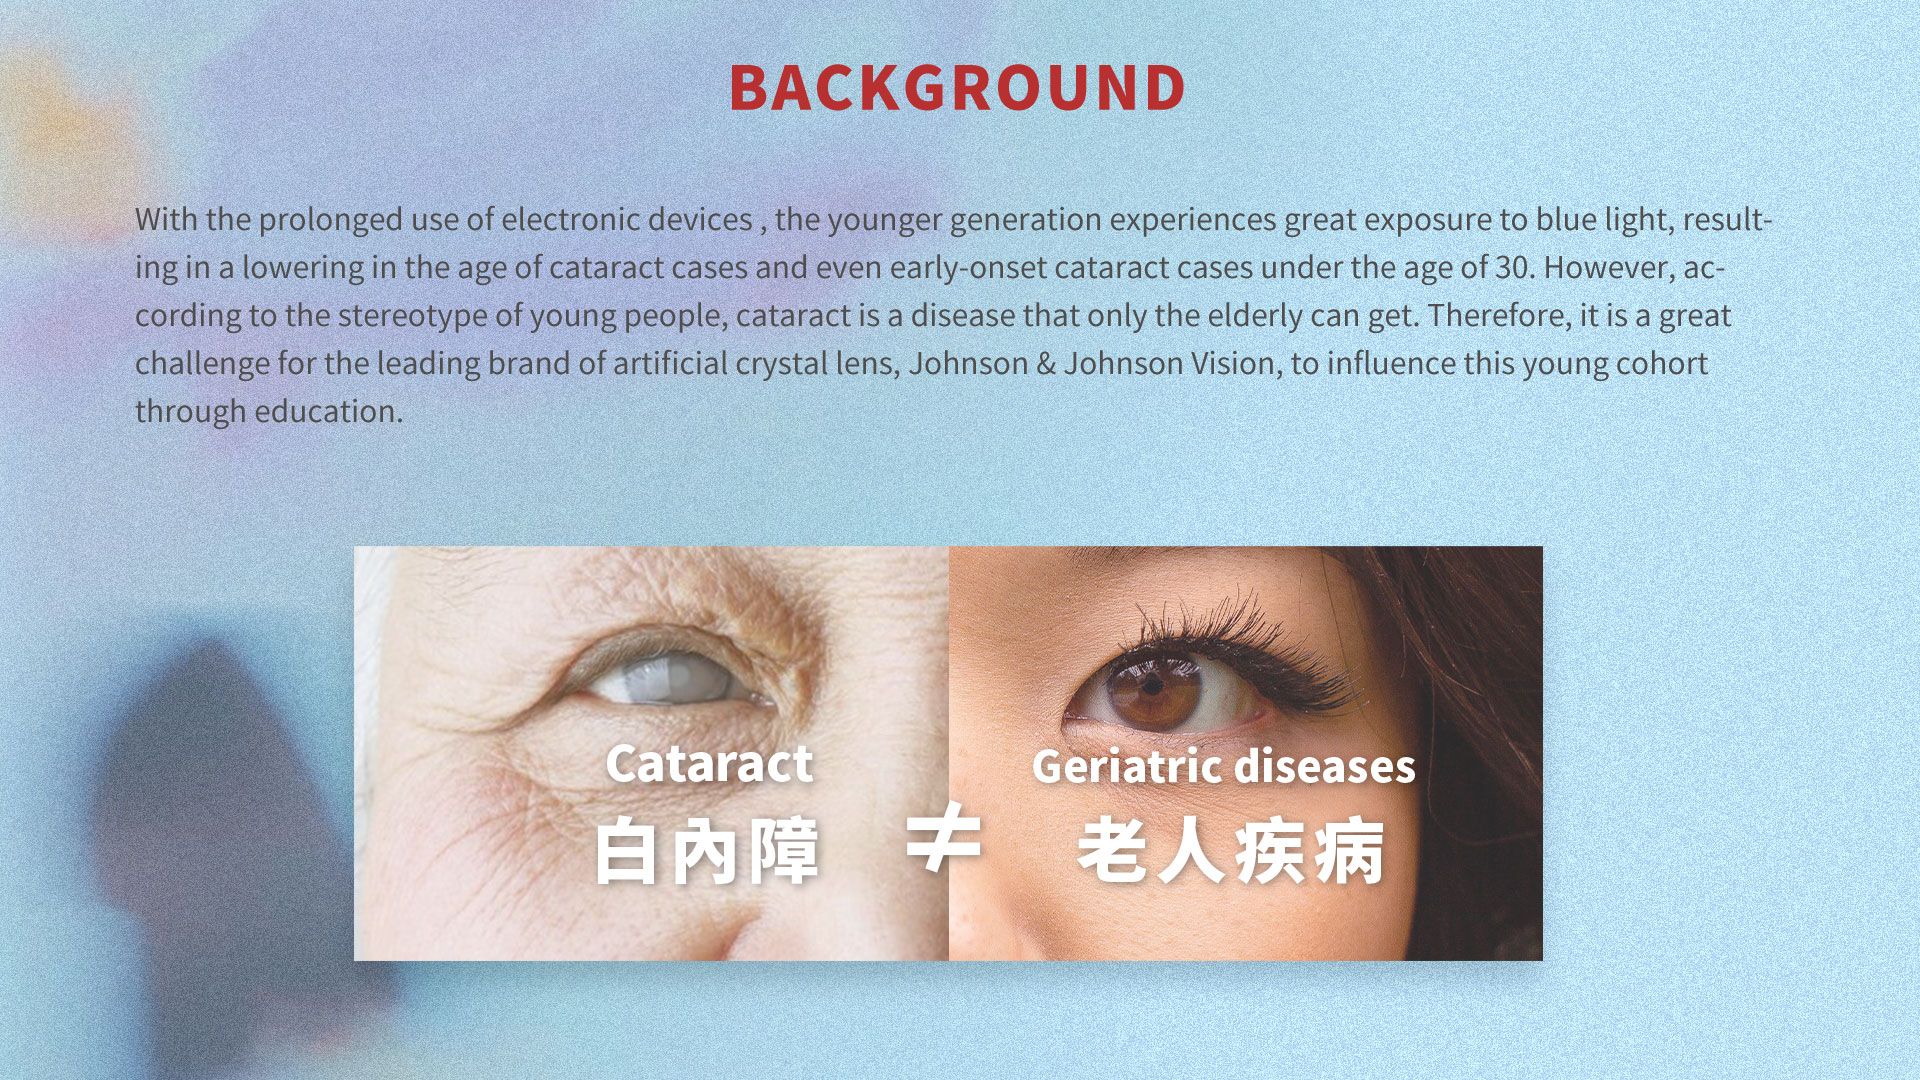 BACKGROUND
With the prolonged use of electronic devices , the younger generation experiences great exposure to blue light, result-
ing in a lowering in the age of cataract cases and even early-onset cataract cases under the age of 30. However, ac-
cording to the stereotype of young people, cataract is a disease that only the elderly can get. Therefore, it is a great
challenge for the leading brand of artificial crystal lens, Johnson & Johnson Vision, to influence this young cohort
through education.
Cataract
白內障
≠
Geriatric diseases
老人疾病